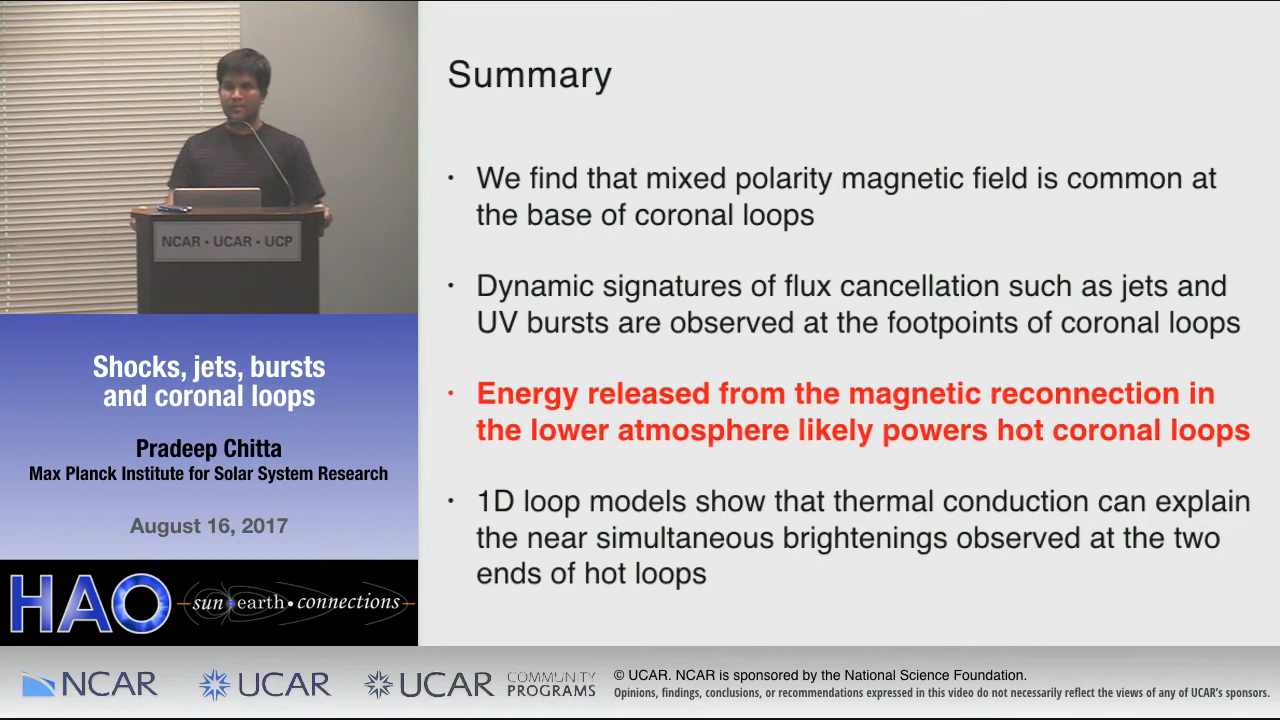 NCAR • UCAR • UCP
Shocks, jets, bursts
and coronal loops
Pradeep Chitta
Max Planck Institute for Solar System Research
August 16, 2017
HAO
sun • earth • connections
Summary
• We find that mixed polarity magnetic field is common at
the base of coronal loops
• Dynamic signatures of flux cancellation such as jets and
UV bursts are observed at the footpoints of coronal loops
• Energy released from the magnetic reconnection in
the lower atmosphere likely powers hot coronal loops
• 1D loop models show that thermal conduction can explain
the near simultaneous brightenings observed at the two
ends of hot loops
NCAR
UCAR
UCAR
COMMUNITY
PROGRAMS
© UCAR. NCAR is sponsored by the National Science Foundation.
Opinions, findings, conclusions, or recommendations expressed in this video do not necessarily reflect the views of any of UCAR's sponsors.